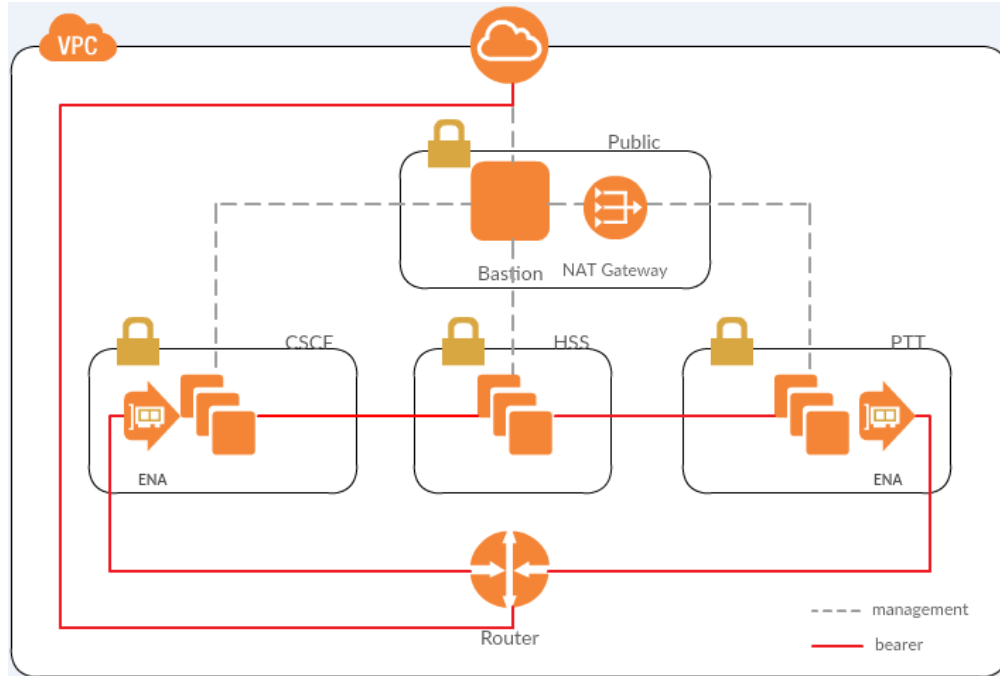 VPC
Public
Bastion
NAT Gateway
CSCF
HSS
PTT
ENA
ENA
Router
management
bearer